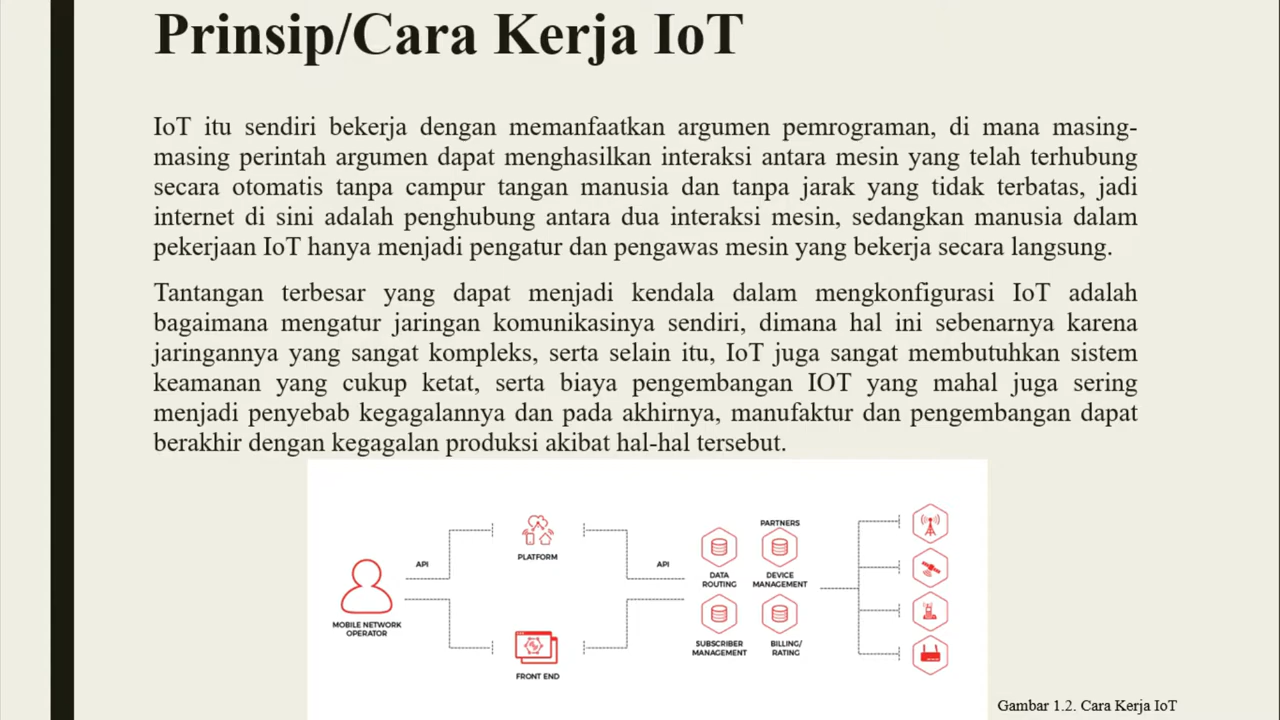 Prinsip/Cara Kerja IoT
IoT itu sendiri bekerja dengan memanfaatkan argumen pemrograman, di mana masing-
masing perintah argumen dapat menghasilkan interaksi antara mesin yang telah terhubung
secara otomatis tanpa campur tangan manusia dan tanpa jarak yang tidak terbatas, jadi
internet di sini adalah penghubung antara dua interaksi mesin, sedangkan manusia dalam
pekerjaan IoT hanya menjadi pengatur dan pengawas mesin yang bekerja secara langsung.
Tantangan terbesar yang dapat menjadi kendala dalam mengkonfigurasi IoT adalah
bagaimana mengatur jaringan komunikasinya sendiri, dimana hal ini sebenarnya karena
jaringannya yang sangat kompleks, serta selain itu, IoT juga sangat membutuhkan sistem
keamanan yang cukup ketat, serta biaya pengembangan IOT yang mahal juga sering
menjadi penyebab kegagalannya dan pada akhirnya, manufaktur dan pengembangan dapat
berakhir dengan kegagalan produksi akibat hal-hal tersebut.
MOBILE NETWORK
OPERATOR
API
PLATFORM
FRONT END
API
PARTNERS
DATA
ROUTING
DEVICE
MANAGEMENT
SUBSCRIBER
MANAGEMENT
BILLING/
RATING
Gambar 1.2. Cara Kerja IoT